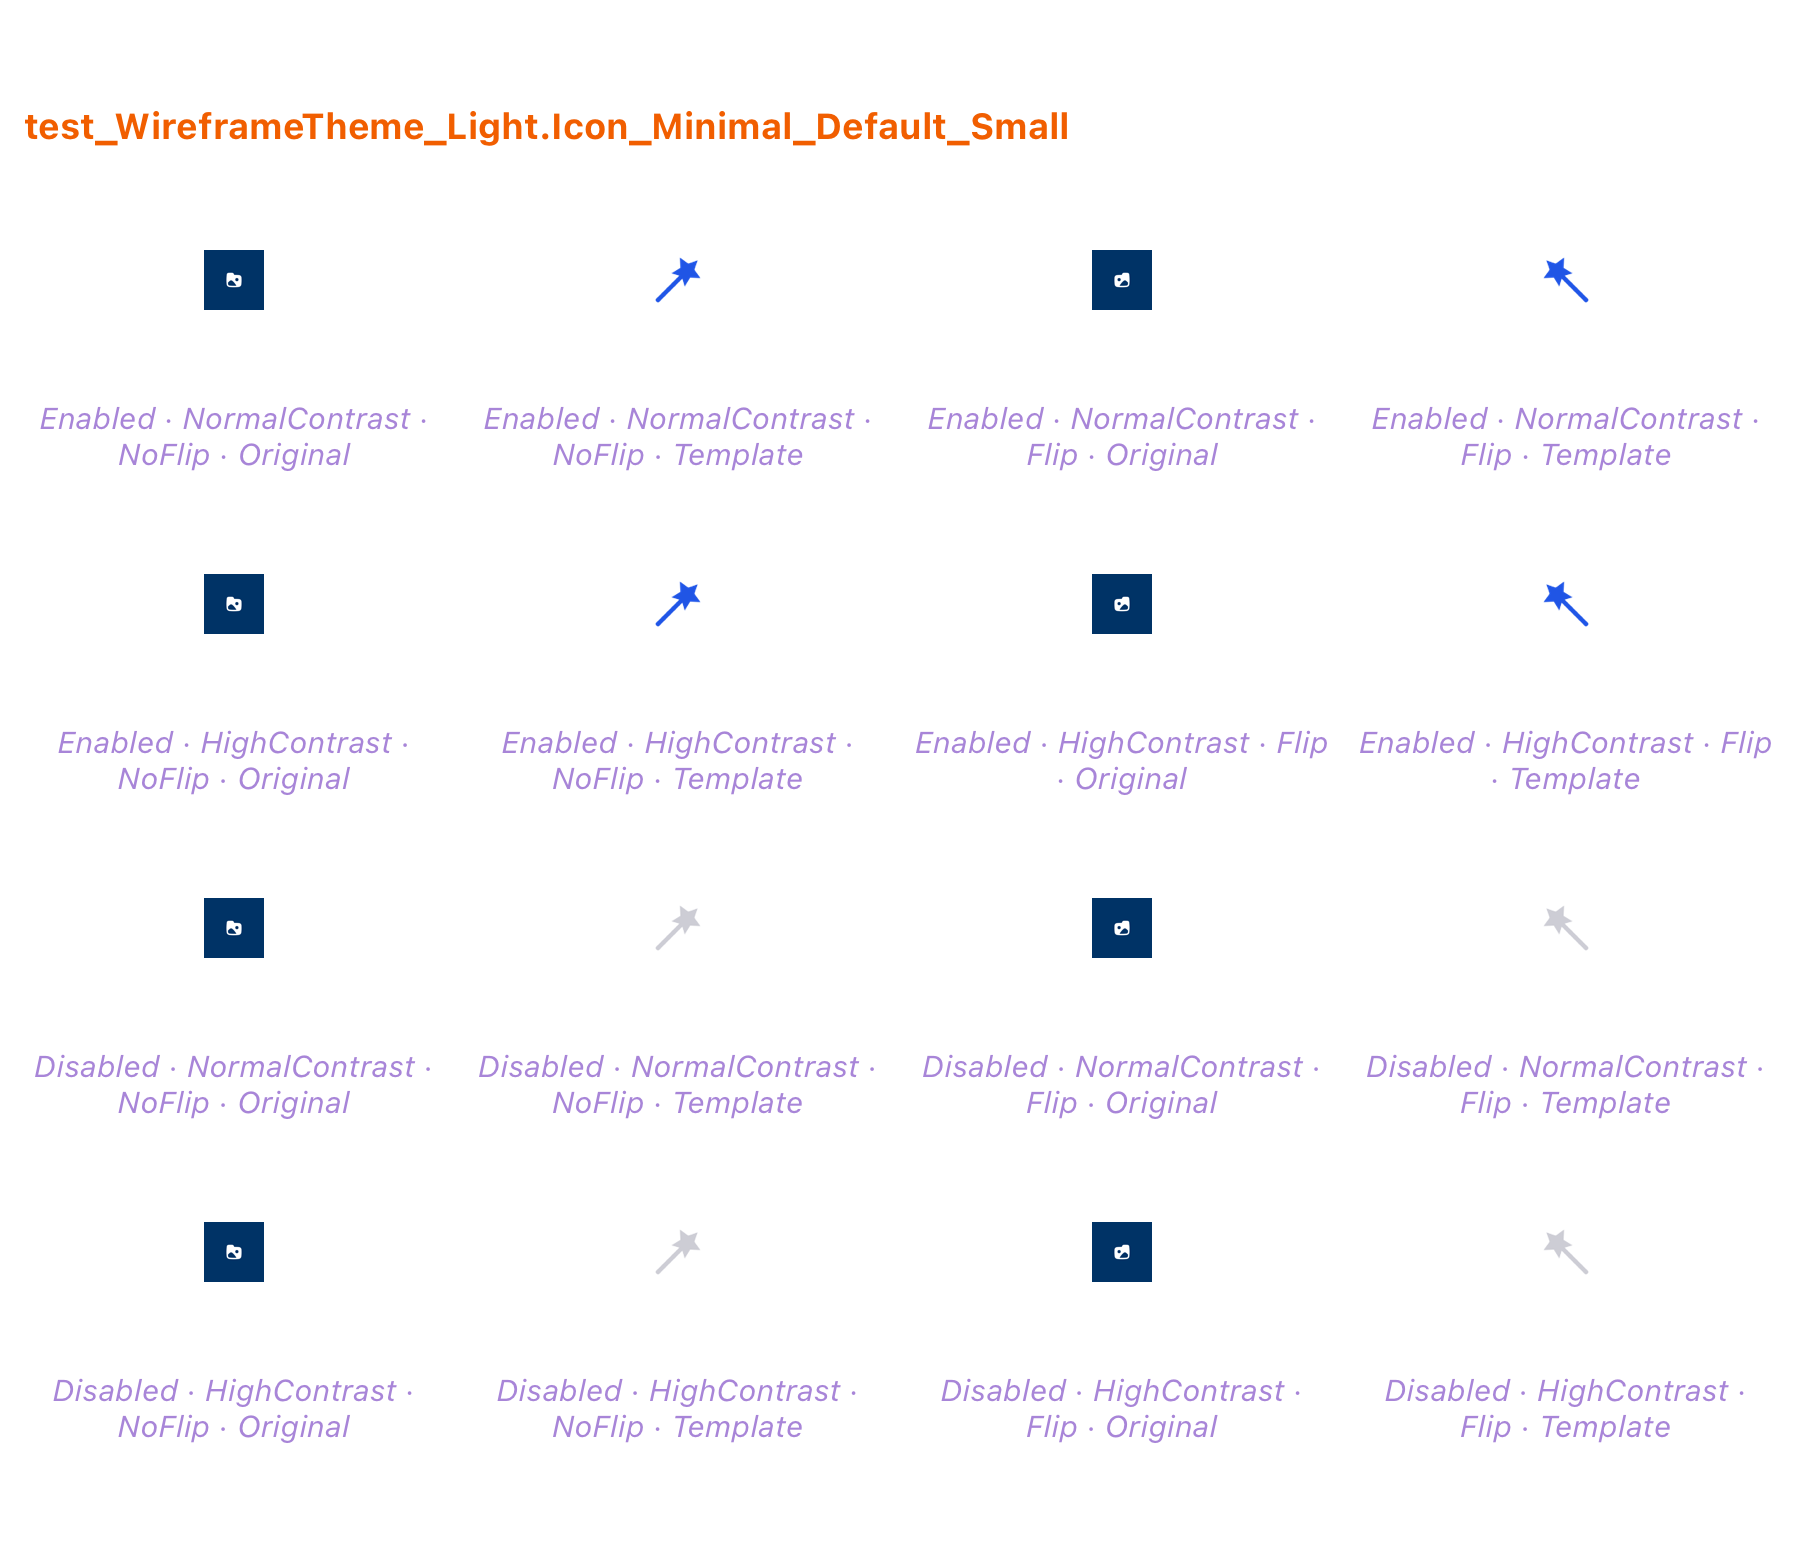 test_WireframeTheme_Light.Icon_Minimal_Default_Small
Enabled · NormalContrast ·
NoFlip · Original
Enabled · NormalContrast ·
NoFlip · Template
Enabled · NormalContrast ·
Flip · Original
Enabled · NormalContrast ·
Flip · Template
Enabled · HighContrast ·
NoFlip · Original
Enabled · HighContrast ·
NoFlip · Template
Enabled · HighContrast · Flip
· Original
Enabled · HighContrast · Flip
· Template
Disabled · NormalContrast ·
NoFlip · Original
Disabled · NormalContrast ·
NoFlip · Template
Disabled · NormalContrast ·
Flip · Original
Disabled · NormalContrast ·
Flip · Template
Disabled · HighContrast ·
NoFlip · Original
Disabled · HighContrast ·
NoFlip · Template
Disabled · HighContrast ·
Flip · Original
Disabled · HighContrast ·
Flip · Template